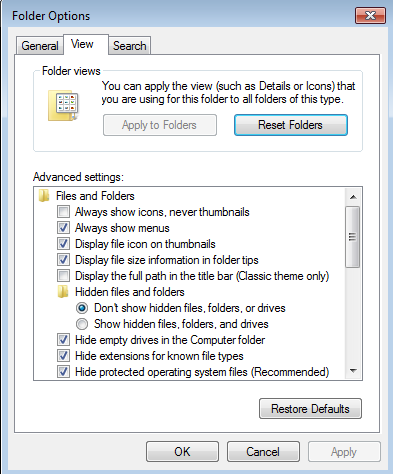 Folder Options
General View Search
Folder views
You can apply the view (such as Details or Icons) that
you are using for this folder to all folders of this type.
Apply to Folders Reset Folders
Advanced settings:
Files and Folders
Always show icons, never thumbnails
Always show menus
Display file icon on thumbnails
Display file size information in folder tips
Display the full path in the title bar (Classic theme only)
Hidden files and folders
Don't show hidden files, folders, or drives
Show hidden files, folders, and drives
Hide empty drives in the Computer folder
Hide extensions for known file types
Hide protected operating system files (Recommended)
Restore Defaults
OK Cancel Apply